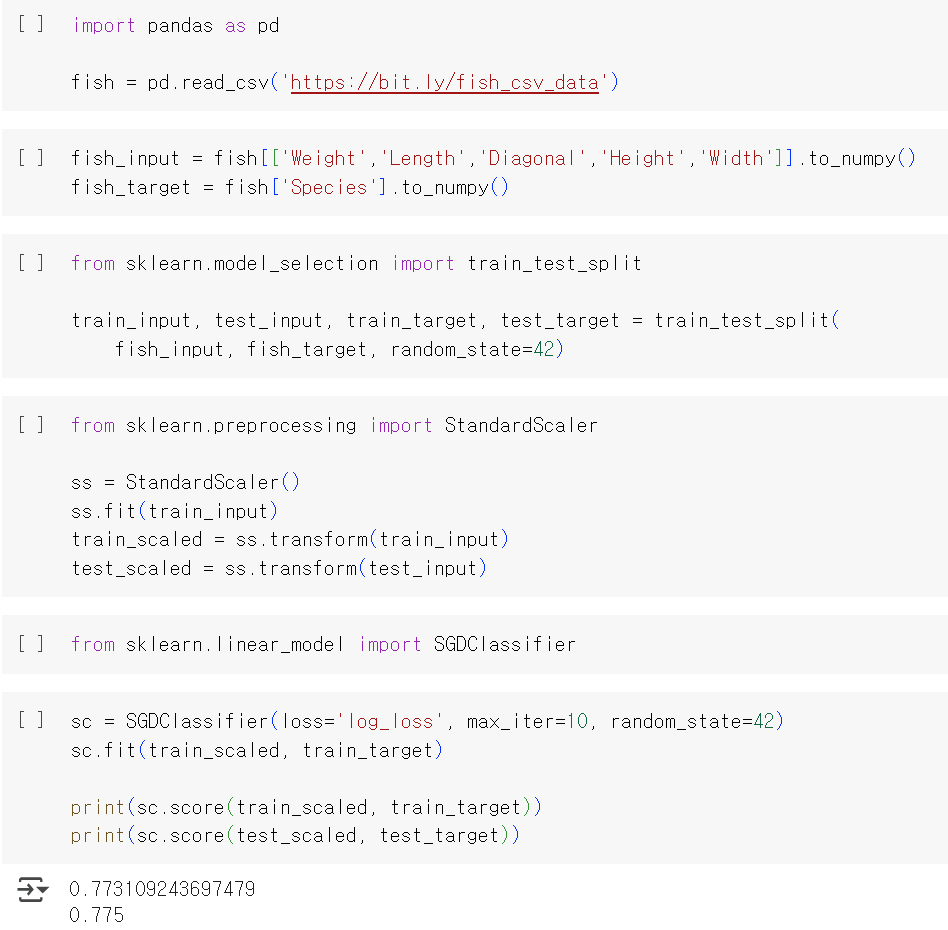 [ ] import pandas as pd
fish = pd.read_csv('https://bit.ly/fish_csv_data')
[ ] fish_input = fish[['Weight','Length','Diagonal','Height','Width']].to_numpy()
fish_target = fish['Species'].to_numpy()
[ ] from sklearn.model_selection import train_test_split
train_input, test_input, train_target, test_target = train_test_split(
    fish_input, fish_target, random_state=42)
[ ] from sklearn.preprocessing import StandardScaler
ss = StandardScaler()
ss.fit(train_input)
train_scaled = ss.transform(train_input)
test_scaled = ss.transform(test_input)
[ ] from sklearn.linear_model import SGDClassifier
[ ] sc = SGDClassifier(loss='log_loss', max_iter=10, random_state=42)
sc.fit(train_scaled, train_target)
print(sc.score(train_scaled, train_target))
print(sc.score(test_scaled, test_target))
0.773109243697479
0.775